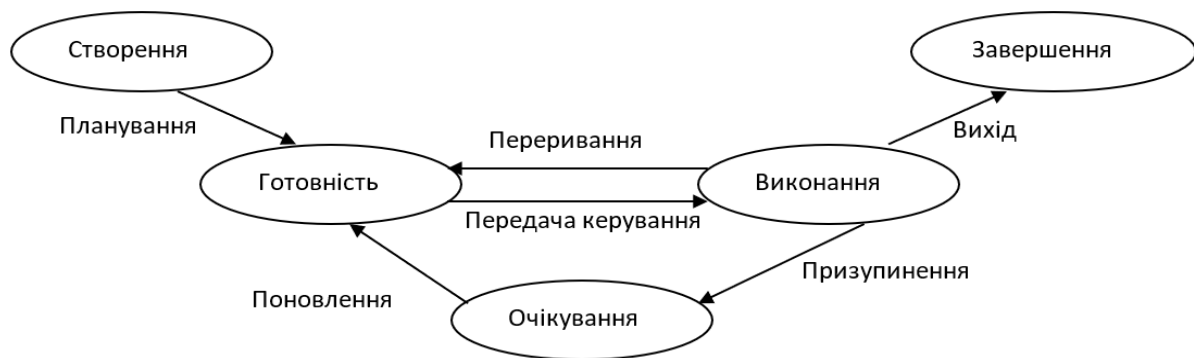 Створення
Завершення
Планування
Вихід
Переривання
Готовність
Виконання
Передача керування
Призупинення
Поновлення
Очікування